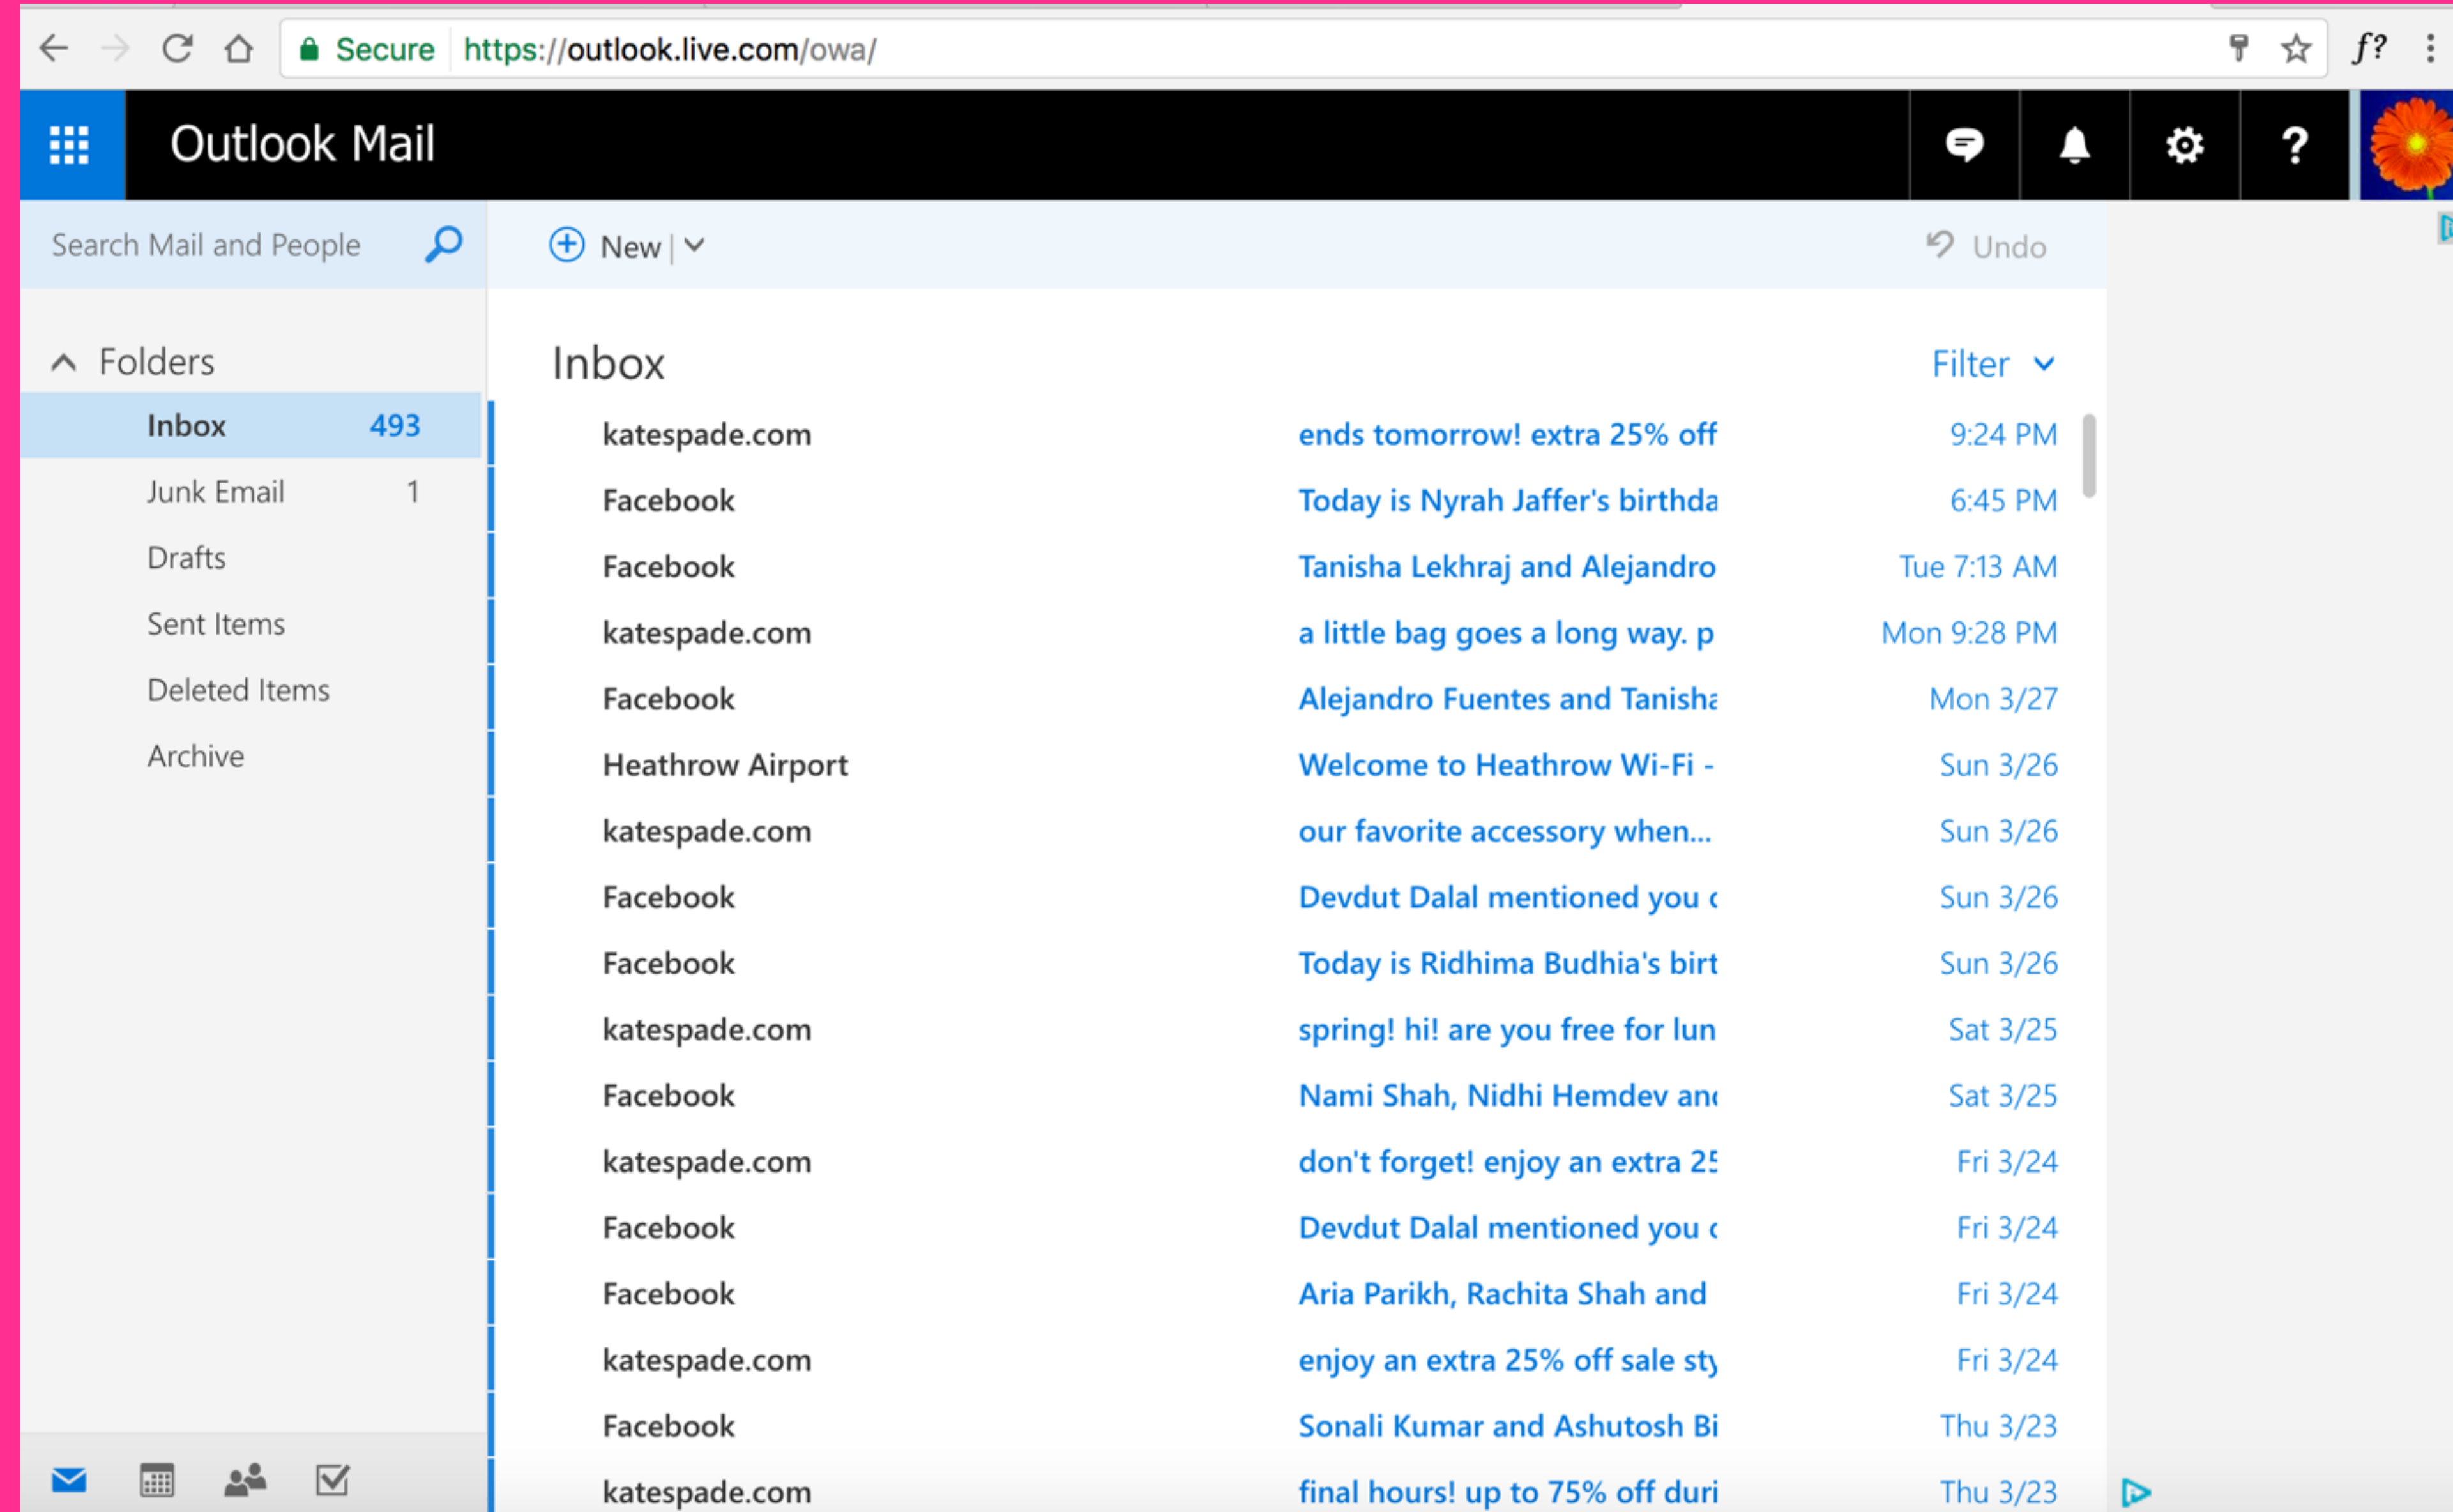 Secure https://outlook.live.com/owa/ f?
Outlook Mail ?
Search Mail and People New Undo
Folders
Inbox 493
Junk Email 1
Drafts
Sent Items
Deleted Items
Archive
Inbox Filter
katespade.com ends tomorrow! extra 25% off 9:24 PM
Facebook Today is Nyrah Jaffer's birthda 6:45 PM
Facebook Tanisha Lekhraj and Alejandro Tue 7:13 AM
katespade.com a little bag goes a long way. p Mon 9:28 PM
Facebook Alejandro Fuentes and Tanisha Mon 3/27
Heathrow Airport Welcome to Heathrow Wi-Fi - Sun 3/26
katespade.com our favorite accessory when... Sun 3/26
Facebook Devdut Dalal mentioned you Sun 3/26
Facebook Today is Ridhima Budhia's birt Sun 3/26
katespade.com spring! hi! are you free for lun Sat 3/25
Facebook Nami Shah, Nidhi Hemdev and Sat 3/25
katespade.com don't forget! enjoy an extra 25 Fri 3/24
Facebook Devdut Dalal mentioned you Fri 3/24
Facebook Aria Parikh, Rachita Shah and Fri 3/24
katespade.com enjoy an extra 25% off sale sty Fri 3/24
Facebook Sonali Kumar and Ashutosh Bi Thu 3/23
katespade.com final hours! up to 75% off duri Thu 3/23